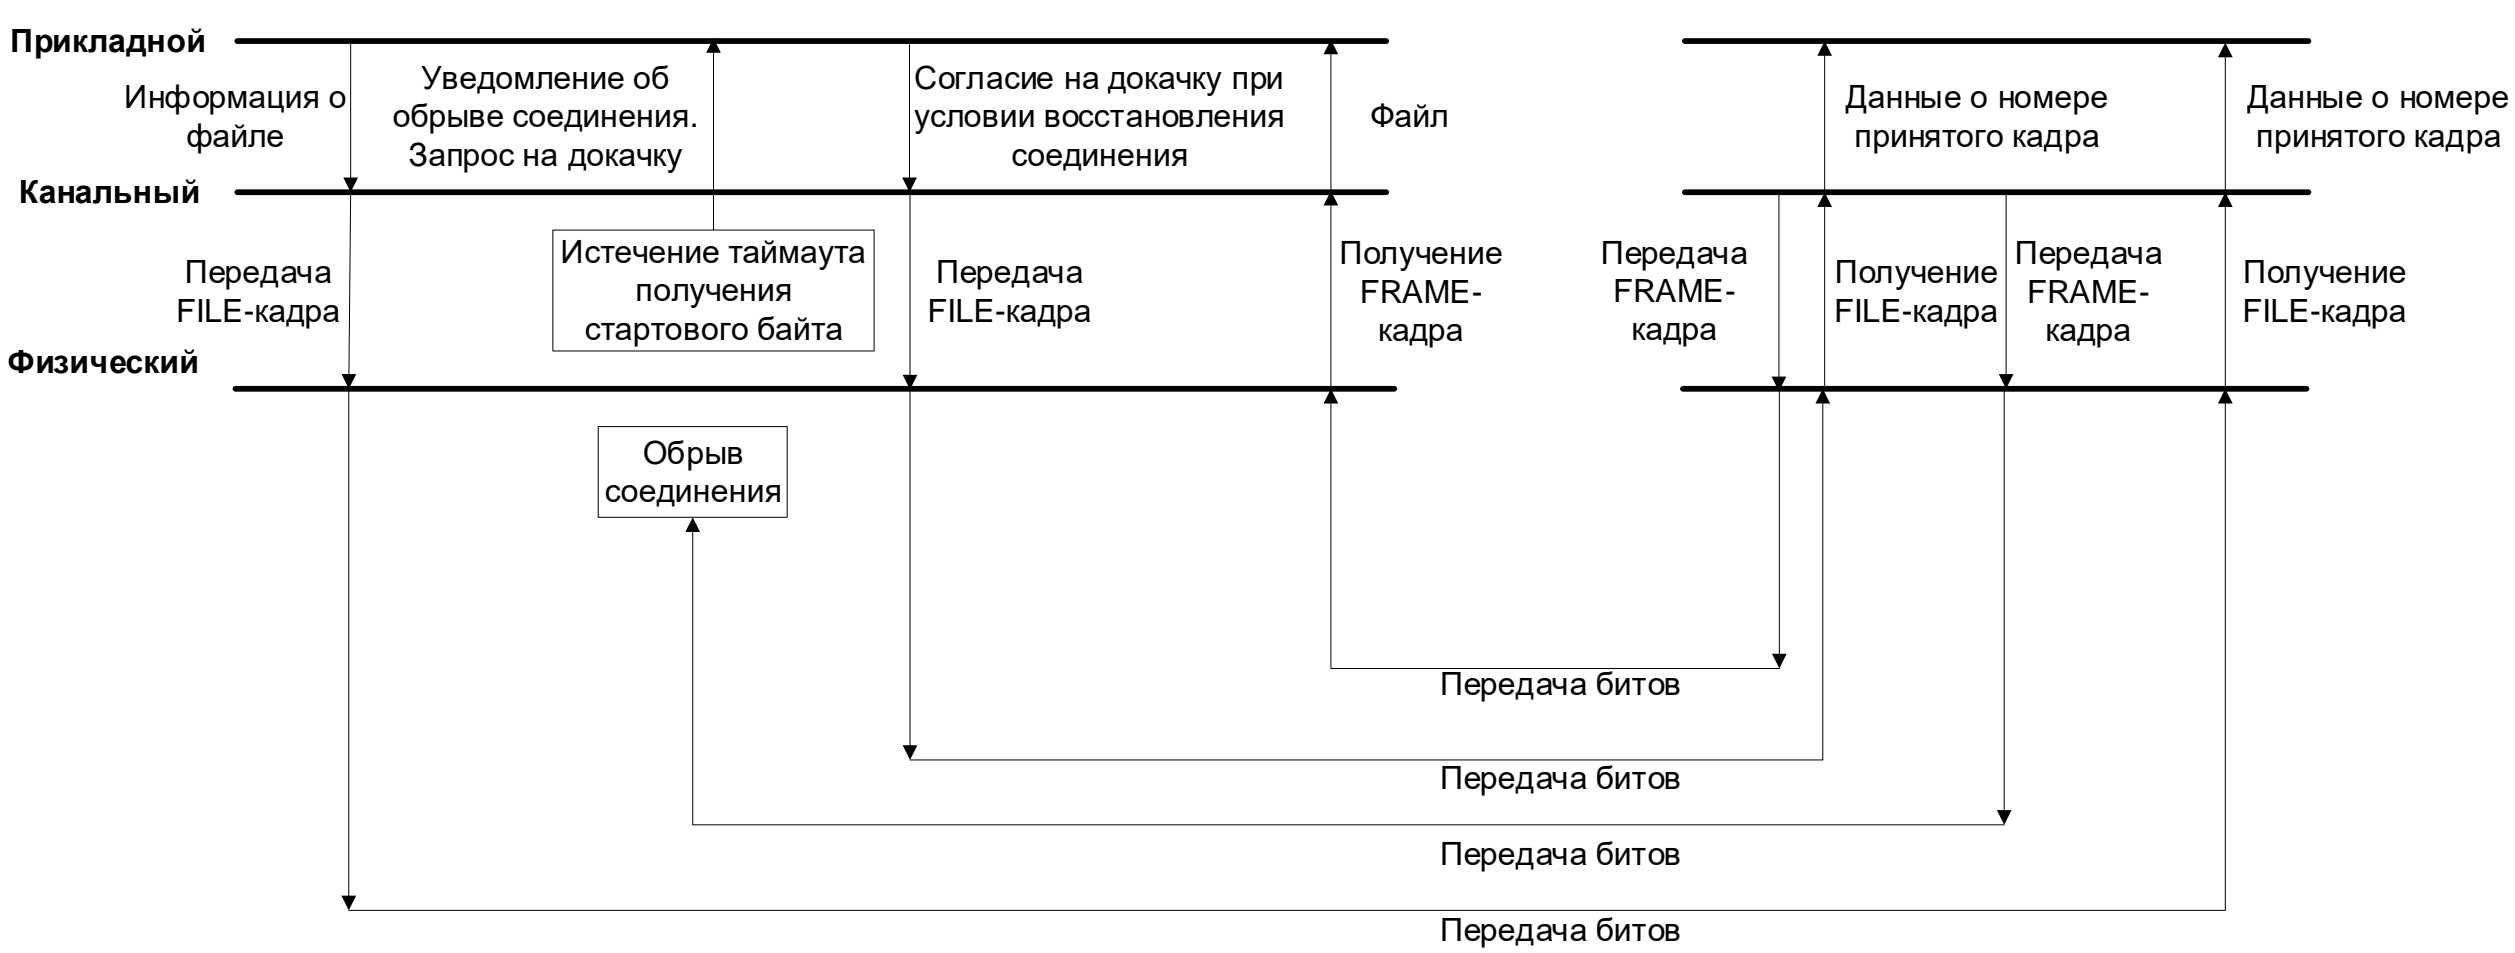 Прикладной
Информация о
файле
Уведомление об
обрыве соединения.
Запрос на докачку
Согласие на докачку при
условии восстановления
соединения
Файл
Данные о номере
принятого кадра
Данные о номере
принятого кадра
Канальный
Передача
FILE-кадра
Истечение таймаута
получения
стартового байта
Передача
FILE-кадра
Получение
FRAME-
кадра
Передача
FRAME-
кадра
Получение
FILE-кадра
Передача
FRAME-
кадра
Получение
FILE-кадра
Физический
Обрыв
соединения
Передача битов
Передача битов
Передача битов
Передача битов